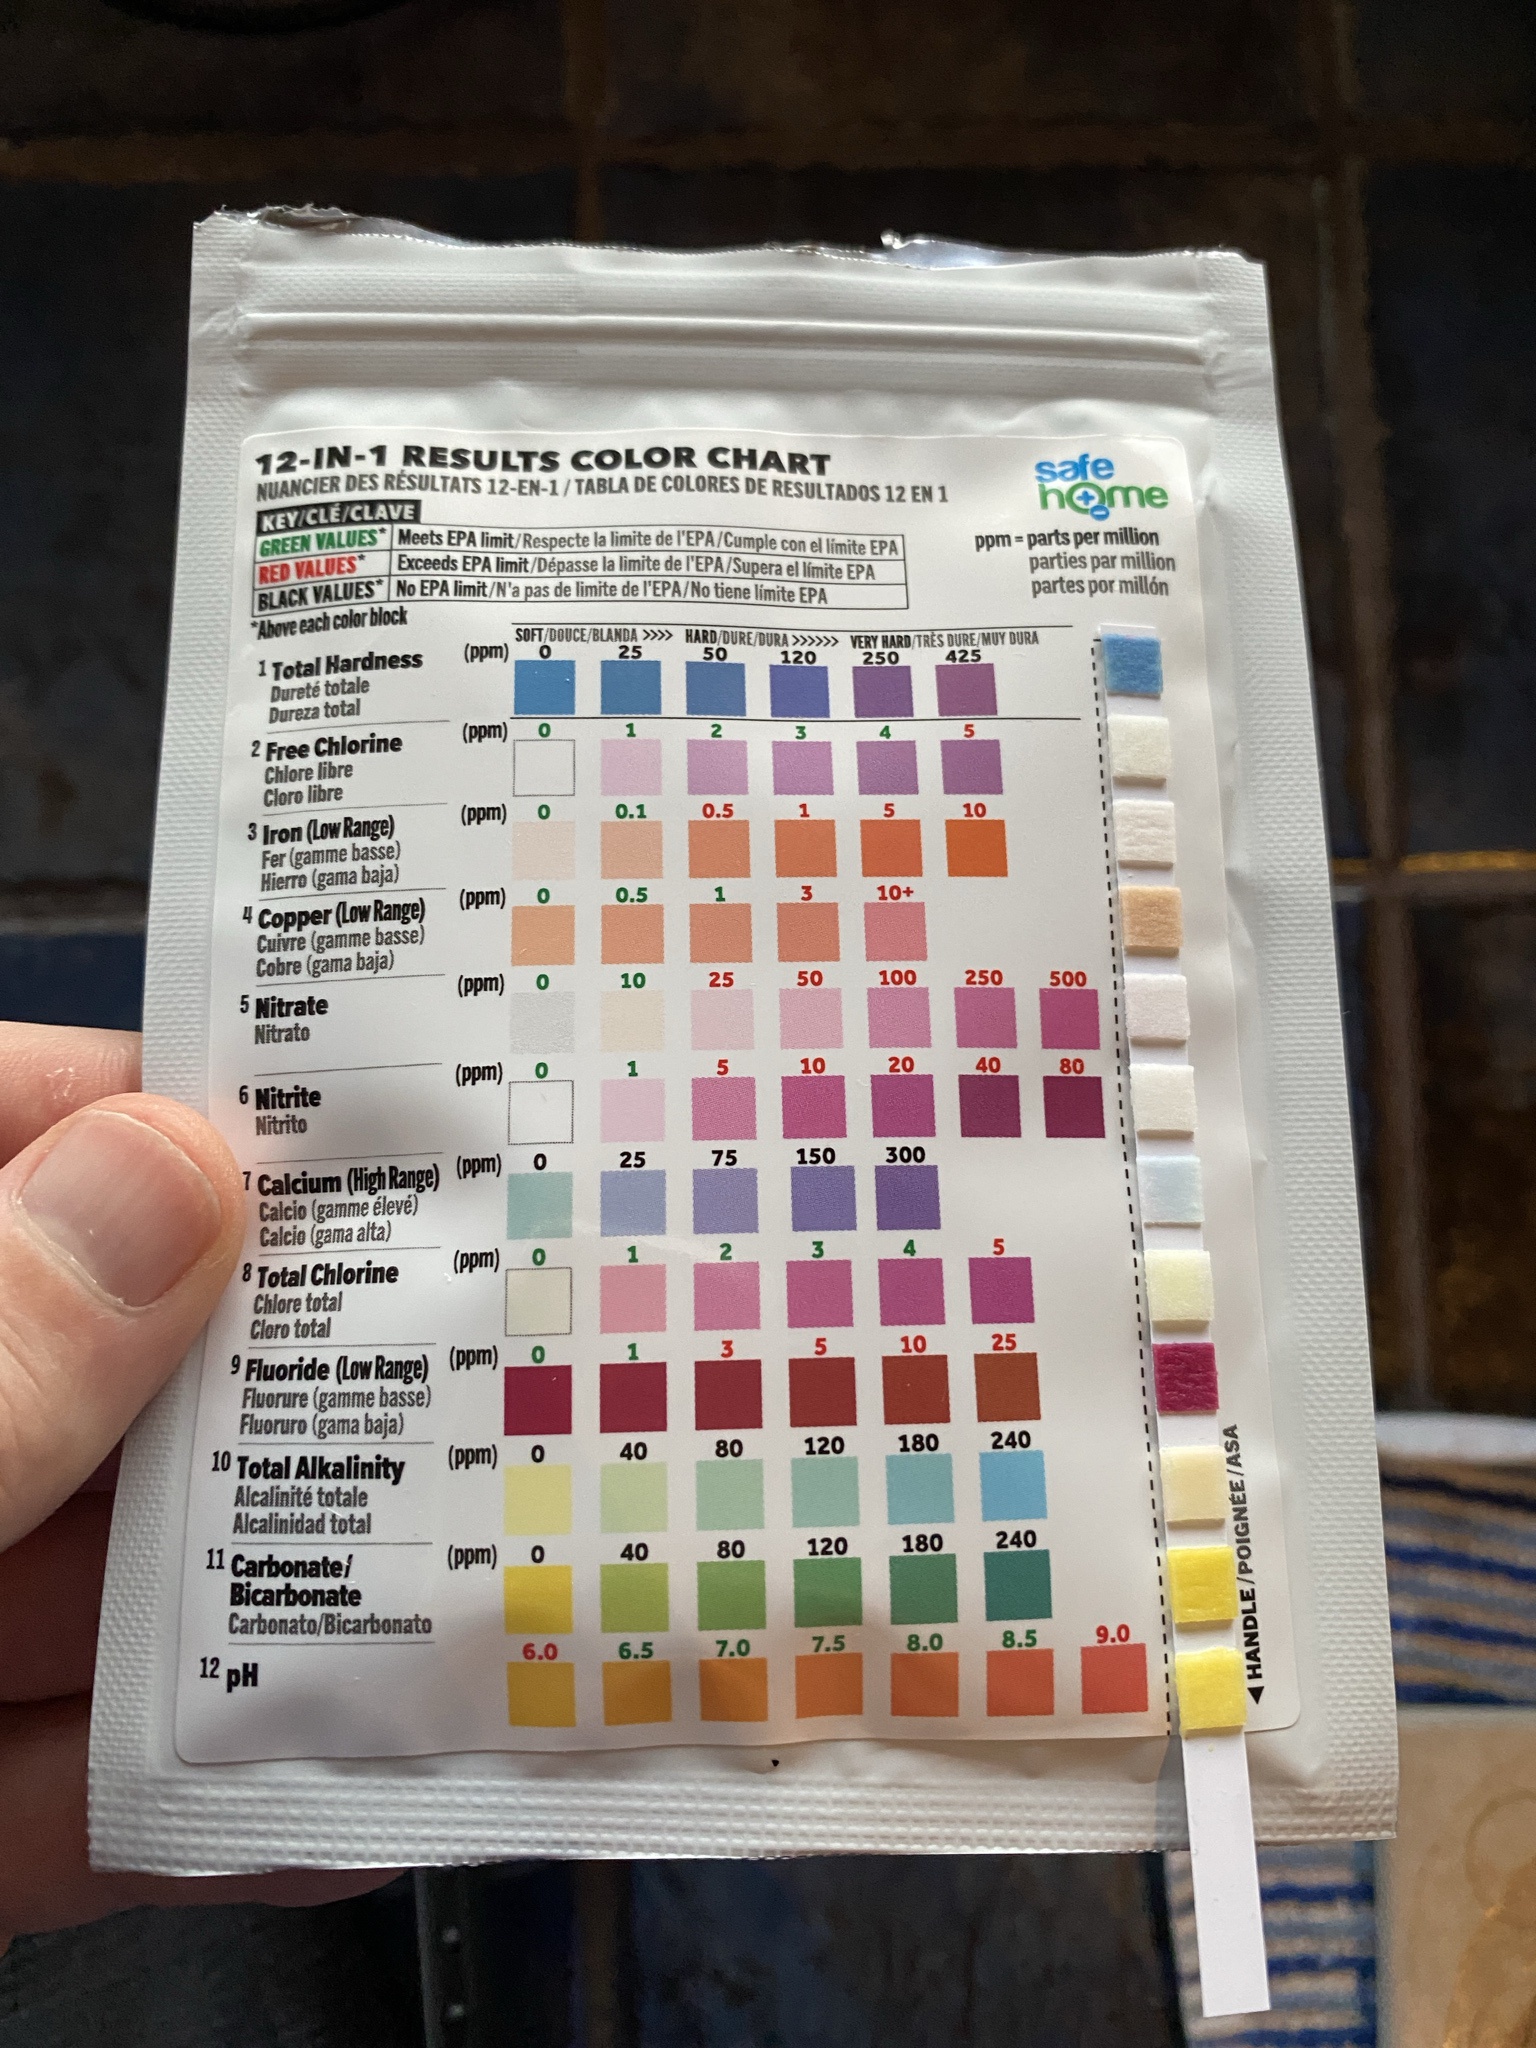 12-IN-1 RESULTS COLOR CHART
NUANCIER DES RÉSULTATS 12-EN-1 / TABLA DE COLORES DE RESULTADOS 12 EN 1
safe
home
KEY/CLÉ/CLAVE
GREEN VALUES* Meets EPA limit/Respecte la limite de l'EPA/Cumple con el límite EPA
RED VALUES* Exceeds EPA limit/Dépasse la limite de l'EPA/Supera el límite EPA
BLACK VALUES* No EPA limit/N'a pas de limite de l'EPA/No tiene límite EPA
*Above each color block
ppm = parts per million
parties par million
partes por millón
SOFT/DOUCE/BLANDA >>>> HARD/DURE/DURA >>>>>> VERY HARD/TRÈS DURE/MUY DURA
1 Total Hardness (ppm) 0 25 50 120 250 425
Dureté totale
Dureza total
2 Free Chlorine (ppm) 0 1 2 3 4 5
Chlore libre
Cloro libre
3 Iron (Low Range) (ppm) 0 0.1 0.5 1 5 10
Fer (gamme basse)
Hierro (gama baja)
4 Copper (Low Range) (ppm) 0 0.5 1 3 10+
Cuivre (gamme basse)
Cobre (gama baja)
5 Nitrate (ppm) 0 10 25 50 100 250 500
Nitrato
6 Nitrite (ppm) 0 1 5 10 20 40 80
Nitrito
7 Calcium (High Range) (ppm) 0 25 75 150 300
Calcio (gamme élevé)
Calcio (gama alta)
8 Total Chlorine (ppm) 0 1 2 3 4 5
Chlore total
Cloro total
9 Fluoride (Low Range) (ppm) 0 1 3 5 10 25
Fluorure (gamme basse)
Fluoruro (gama baja)
10 Total Alkalinity (ppm) 0 40 80 120 180 240
Alcalinité totale
Alcalinidad total
11 Carbonate/ (ppm) 0 40 80 120 180 240
Bicarbonate
Carbonato/Bicarbonato
12 pH 6.0 6.5 7.0 7.5 8.0 8.5 9.0
◄ HANDLE/POIGNÉE/ASA